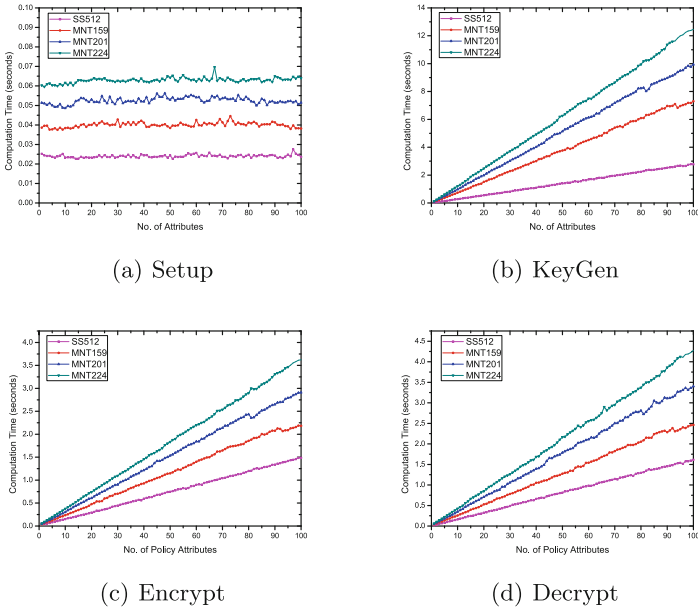 SS512
MNT159
MNT201
MNT224
0.10
0.09
0.08
0.07
0.06
0.05
0.04
0.03
0.02
0.01
0.00
Computation Time (seconds)
0 10 20 30 40 50 60 70 80 90 100
No. of Attributes
(a) Setup
SS512
MNT159
MNT201
MNT224
14
12
10
8
6
4
2
0
Computation Time (seconds)
0 10 20 30 40 50 60 70 80 90 100
No. of Attributes
(b) KeyGen
SS512
MNT159
MNT201
MNT224
4.0
3.5
3.0
2.5
2.0
1.5
1.0
0.5
0.0
Computation Time (seconds)
0 10 20 30 40 50 60 70 80 90 100
No. of Policy Attributes
(c) Encrypt
SS512
MNT159
MNT201
MNT224
4.5
4.0
3.5
3.0
2.5
2.0
1.5
1.0
0.5
0.0
Computation Time (seconds)
0 10 20 30 40 50 60 70 80 90 100
No. of Policy Attributes
(d) Decrypt